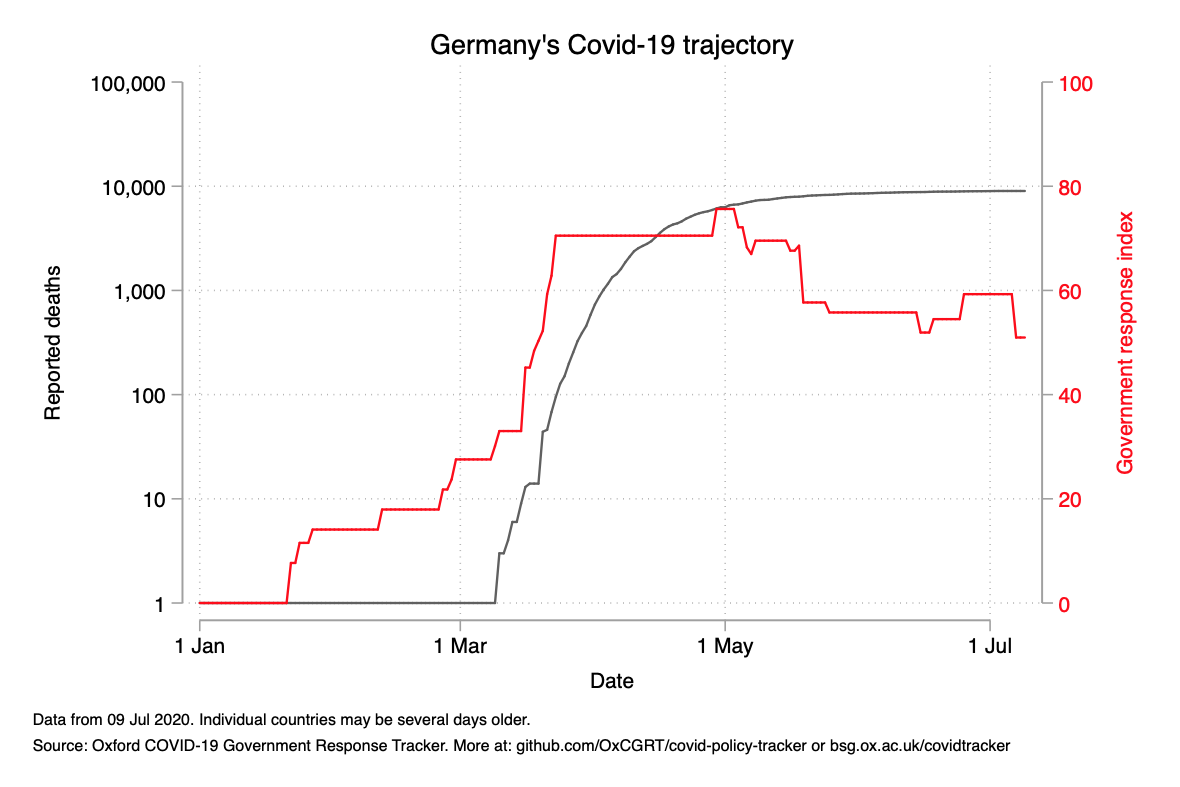 Germany's Covid-19 trajectory
100,000
10,000
1,000
100
10
1
Reported deaths
100
80
60
40
20
0
Government response index
1 Jan
1 Mar
1 May
1 Jul
Date
Data from 09 Jul 2020. Individual countries may be several days older.
Source: Oxford COVID-19 Government Response Tracker. More at: github.com/OxCGRT/covid-policy-tracker or bsg.ox.ac.uk/covidtracker